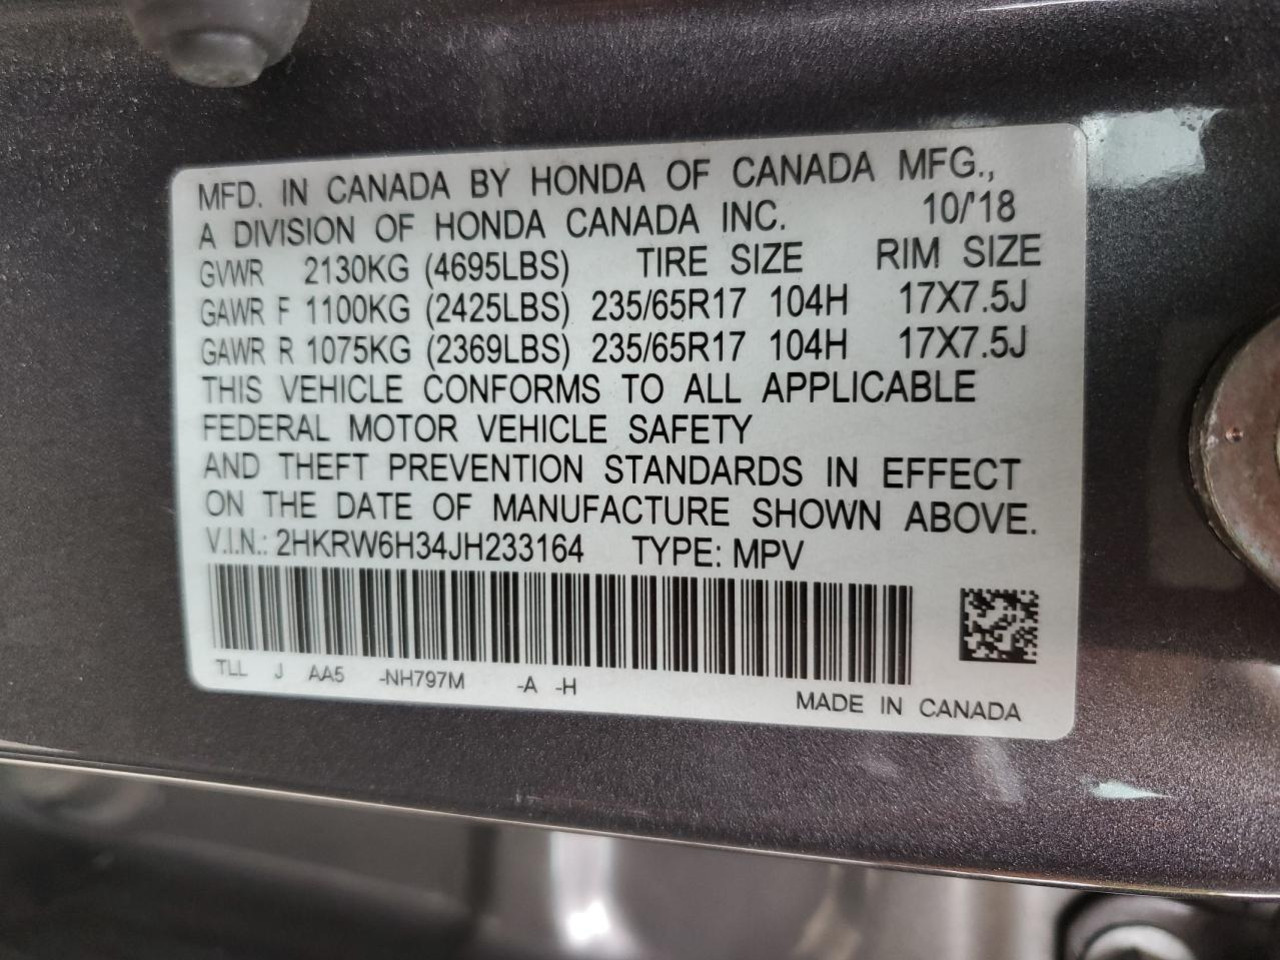 MFD. IN CANADA BY HONDA OF CANADA MFG.,
A DIVISION OF HONDA CANADA INC. 10/'18
GVWR 2130KG (4695LBS) TIRE SIZE RIM SIZE
GAWR F 1100KG (2425LBS) 235/65R17 104H 17X7.5J
GAWR R 1075KG (2369LBS) 235/65R17 104H 17X7.5J
THIS VEHICLE CONFORMS TO ALL APPLICABLE
FEDERAL MOTOR VEHICLE SAFETY
AND THEFT PREVENTION STANDARDS IN EFFECT
ON THE DATE OF MANUFACTURE SHOWN ABOVE.
V.I.N.: 2HKRW6H34JH233164 TYPE: MPV
TLL J AA5 -NH797M -A -H
MADE IN CANADA